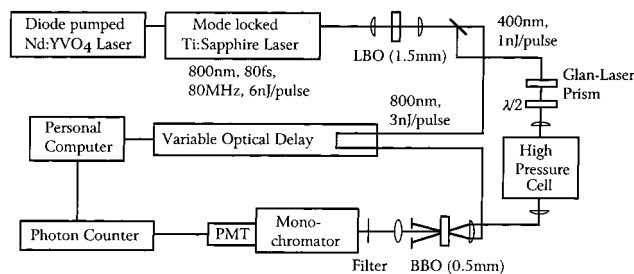 Diode pumped
Nd:YVO4 Laser
Mode locked
Ti:Sapphire Laser
800nm, 80fs,
80MHz, 6nJ/pulse
LBO (1.5mm)
400nm,
1nJ/pulse
Glan-Laser
Prism
λ/2
800nm,
3nJ/pulse
Personal
Computer
Variable Optical Delay
High
Pressure
Cell
Photon Counter
PMT
Mono-
chromator
Filter
BBO (0.5mm)